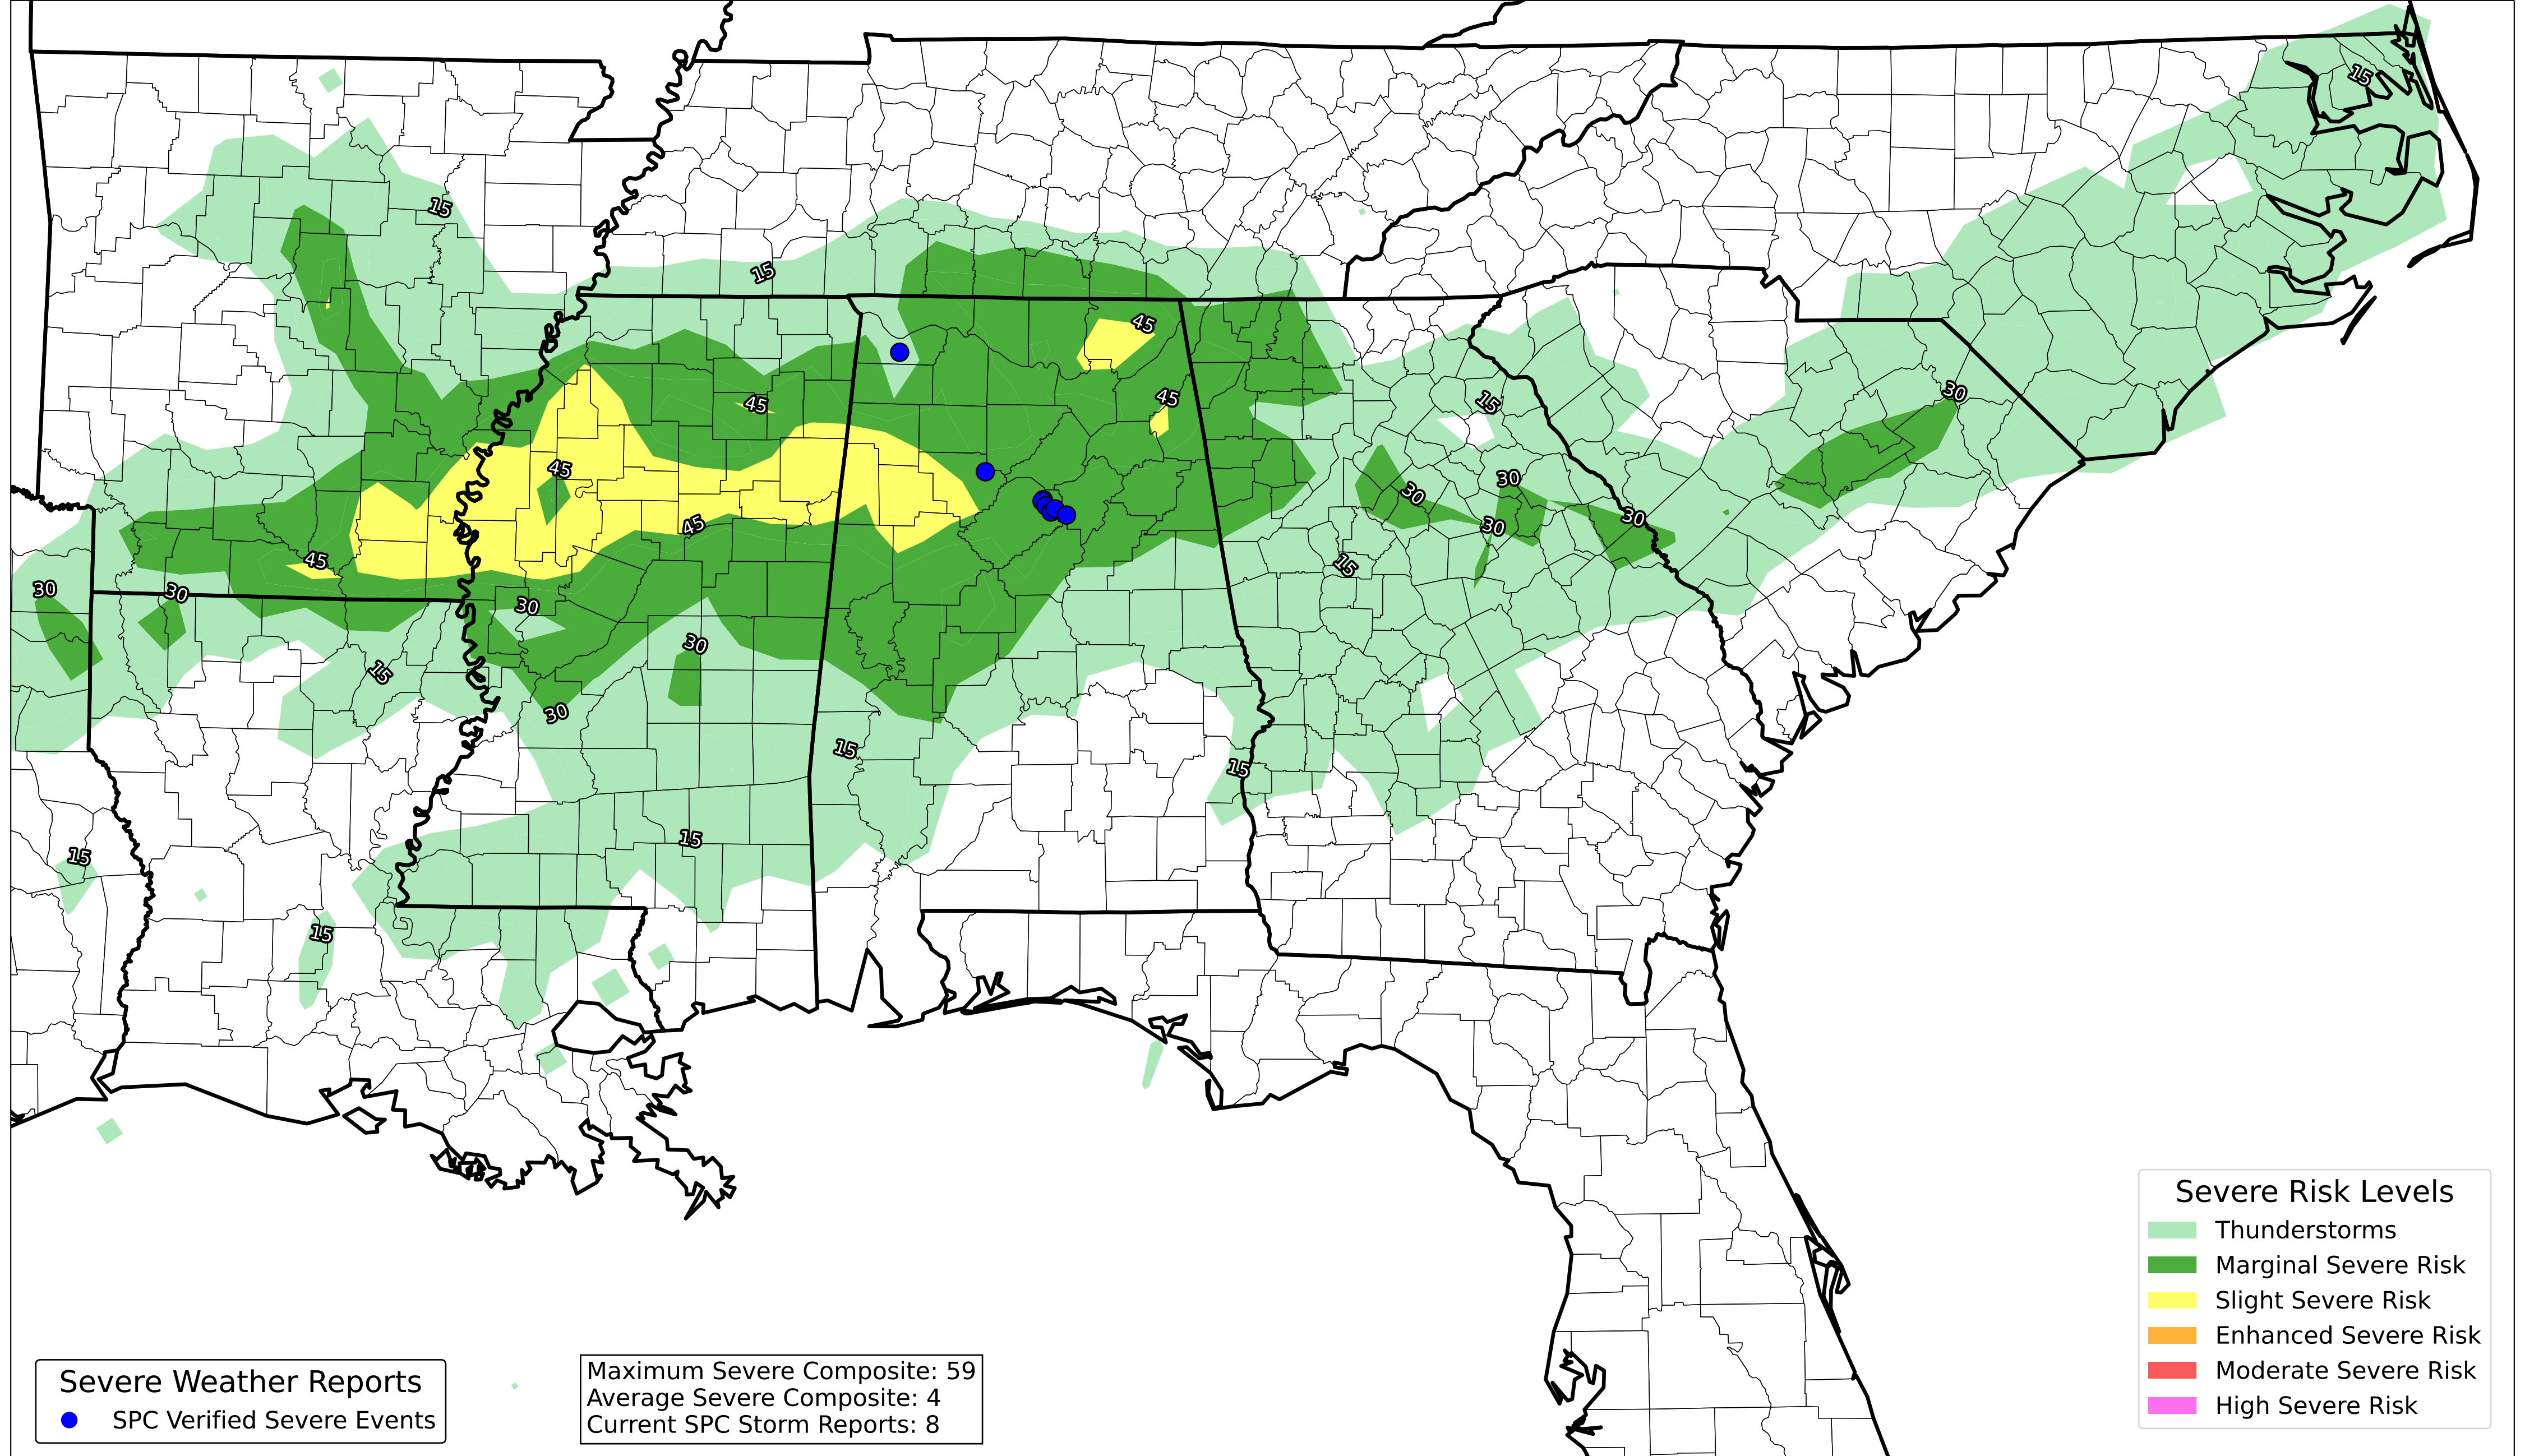 15
15
15
45
30
45
45
15
30
45
30
45
30
30
45
15
45
30
30
30
30
15
15
30
15
15
15
15
15
Severe Risk Levels
Thunderstorms
Marginal Severe Risk
Slight Severe Risk
Enhanced Severe Risk
Moderate Severe Risk
High Severe Risk
Severe Weather Reports
SPC Verified Severe Events
Maximum Severe Composite: 59
Average Severe Composite: 4
Current SPC Storm Reports: 8